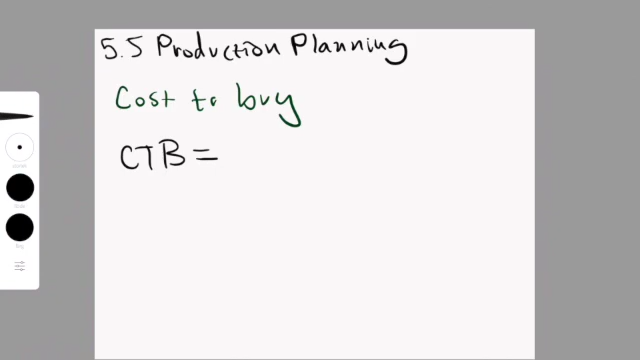 5.5 Production Planning
Cost to buy
CTB =